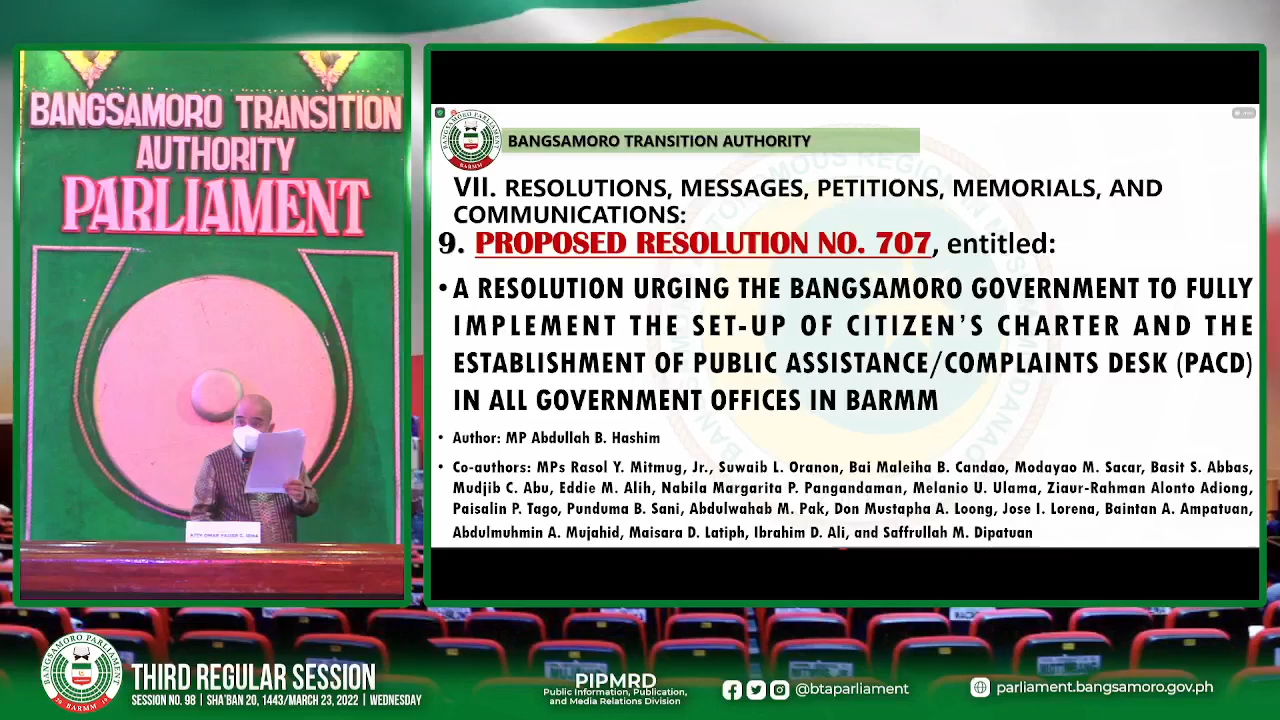 BANGSAMORO TRANSITION
AUTHORITY
PARLIAMENT
BANGSAMORO TRANSITION AUTHORITY
VII. RESOLUTIONS, MESSAGES, PETITIONS, MEMORIALS, AND
COMMUNICATIONS:
9. PROPOSED RESOLUTION NO. 707, entitled:
• A RESOLUTION URGING THE BANGSAMORO GOVERNMENT TO FULLY
IMPLEMENT THE SET-UP OF CITIZEN'S CHARTER AND THE
ESTABLISHMENT OF PUBLIC ASSISTANCE/COMPLAINTS DESK (PACD)
IN ALL GOVERNMENT OFFICES IN BARMM
• Author: MP Abdullah B. Hashim
• Co-authors: MPs Rasol Y. Mitmug, Jr., Suwaib L. Oranon, Bai Maleiha B. Candao, Modayao M. Sacar, Basit S. Abbas,
Mudjib C. Abu, Eddie M. Alih, Nabila Margarita P. Pangandaman, Melanio U. Ulama, Ziaur-Rahman Alonto Adiong,
Paisalin P. Tago, Punduma B. Sani, Abdulwahab M. Pak, Don Mustapha A. Loong, Jose I. Lorena, Baintan A. Ampatuan,
Abdulmuhmin A. Mujahid, Maisara D. Latiph, Ibrahim D. Ali, and Saffrullah M. Dipatuan
BANGSAMORO PARLIAMENT
BARMM
THIRD REGULAR SESSION
SESSION NO. 98 | SHA'BAN 20, 1443/MARCH 23, 2022 | WEDNESDAY
PIPMRD
Public Information, Publication,
and Media Relations Division
@btaparliament
parliament.bangsamoro.gov.ph